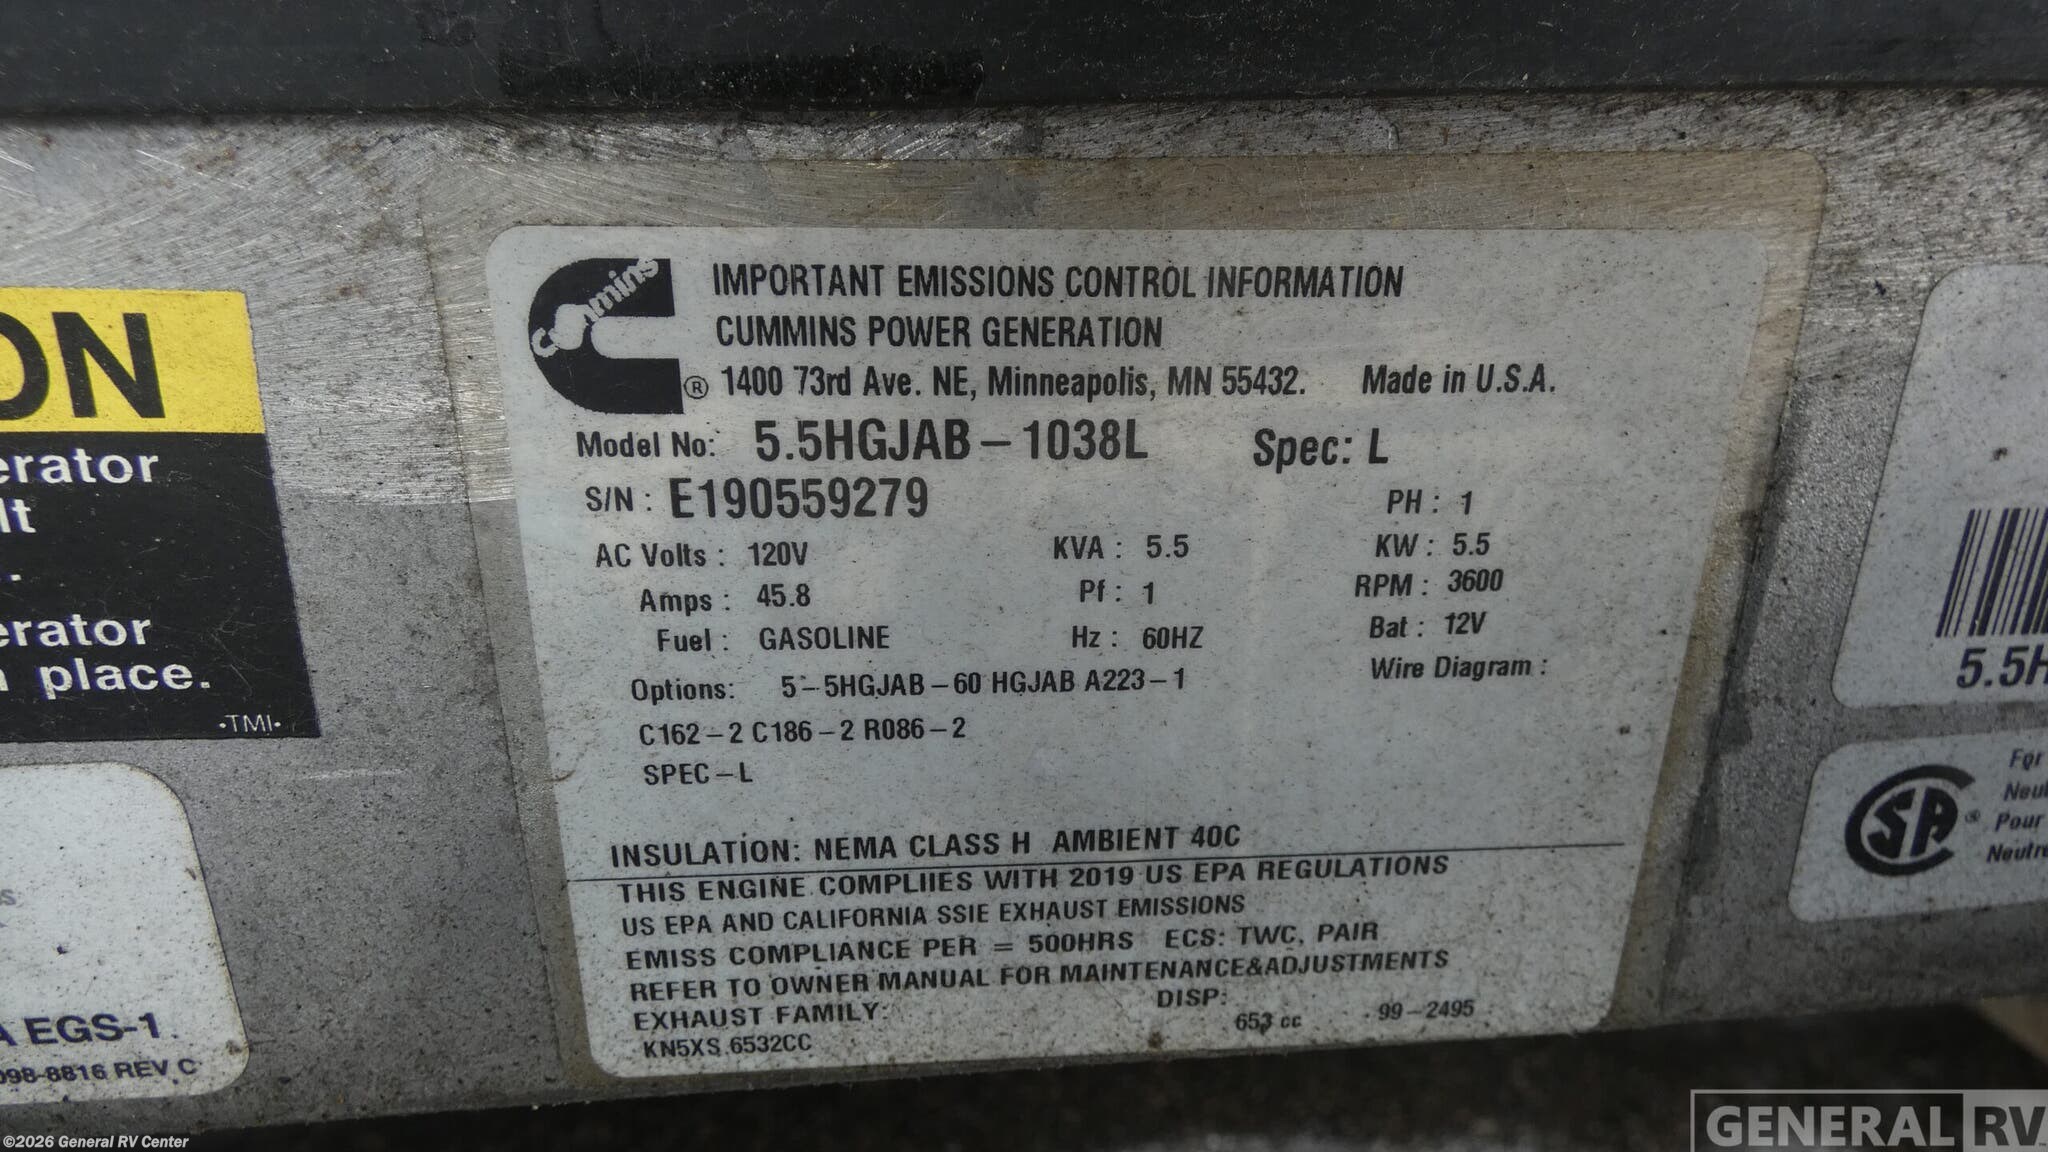 ON
erator
lt
.
erator
n place.
·TMI·
A EGS-1
098-8816 REV C
Cummins
®
IMPORTANT EMISSIONS CONTROL INFORMATION
CUMMINS POWER GENERATION
1400 73rd Ave. NE, Minneapolis, MN 55432. Made in U.S.A.
Model No: 5.5HGJAB-1038L Spec: L
S/N: E190559279 PH: 1
AC Volts: 120V KVA: 5.5 KW: 5.5
Amps: 45.8 Pf: 1 RPM: 3600
Fuel: GASOLINE Hz: 60HZ Bat: 12V
Options: 5-5HGJAB-60 HGJAB A223-1 Wire Diagram:
C162-2 C186-2 R086-2
SPEC-L
INSULATION: NEMA CLASS H AMBIENT 40C
THIS ENGINE COMPLIIES WITH 2019 US EPA REGULATIONS
US EPA AND CALIFORNIA SSIE EXHAUST EMISSIONS
EMISS COMPLIANCE PER = 500HRS ECS: TWC, PAIR
REFER TO OWNER MANUAL FOR MAINTENANCE&ADJUSTMENTS
EXHAUST FAMILY: DISP:
KN5XS.6532CC 653 cc 99-2495
5.5H
SA®
For
Neu
Pour
Neutr
©2026 General RV Center
GENERAL RV